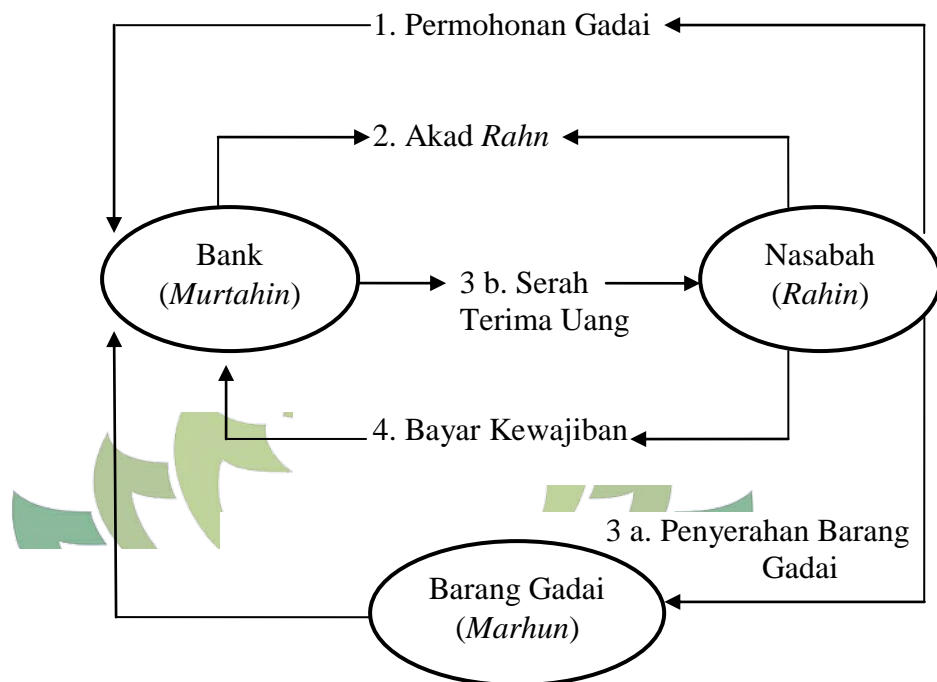 1. Permohonan Gadai
2. Akad Rahn
Bank
(Murtahin)
3 b. Serah
Terima Uang
Nasabah
(Rahin)
4. Bayar Kewajiban
3 a. Penyerahan Barang
Gadai
Barang Gadai
(Marhun)